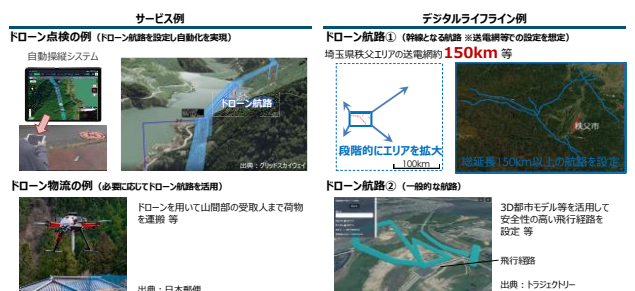 サービス例
ドローン点検の例（ドローン航路を設定し自動化を実現）
自動操縦システム
ドローン航路
出典：グリッドスカイウェイ
ドローン物流の例（必要に応じてドローン航路を活用）
ドローンを用いて山間部の受取人まで荷物
を運搬 等
出典：日本郵便
デジタルライフライン例
ドローン航路①（幹線となる航路 ※送電網等での設定を想定）
埼玉県秩父エリアの送電網約150km 等
段階的にエリアを拡大
100km
秩父市
総延長150km以上の航路を設定
ドローン航路②（一般的な航路）
3D都市モデル等を活用して
安全性の高い飛行経路を
設定 等
飛行経路
出典：トラジェクトリー